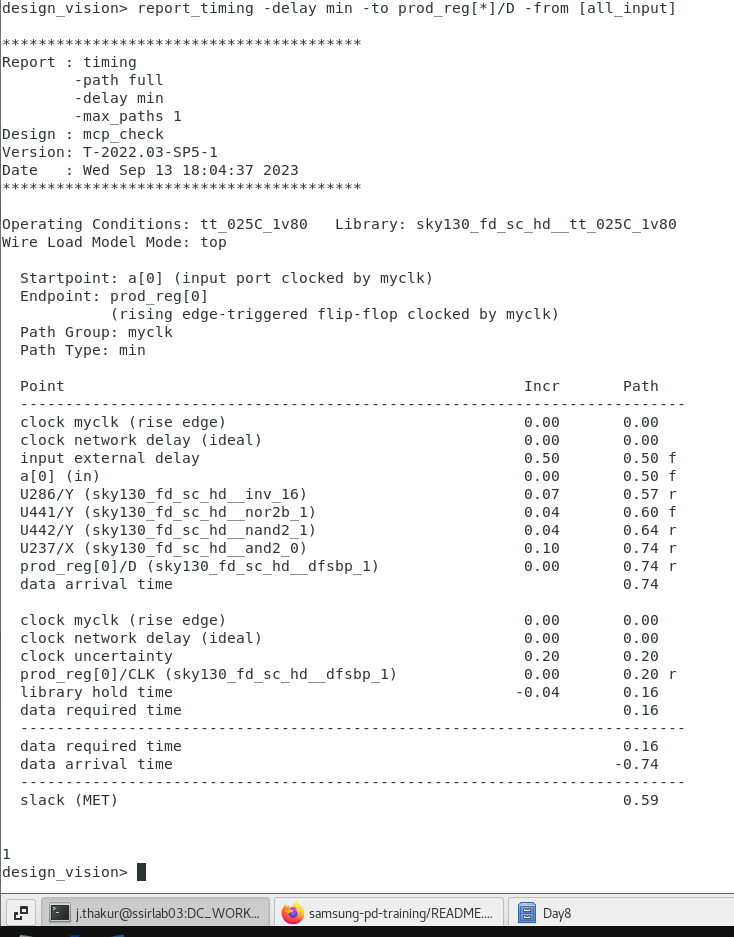 design_vision> report_timing -delay min -to prod_reg[*]/D -from [all_input]
****************************************
Report : timing
        -path full
        -delay min
        -max_paths 1
Design : mcp_check
Version: T-2022.03-SP5-1
Date   : Wed Sep 13 18:04:37 2023
****************************************
Operating Conditions: tt_025C_1v80   Library: sky130_fd_sc_hd__tt_025C_1v80
Wire Load Model Mode: top
  Startpoint: a[0] (input port clocked by myclk)
  Endpoint: prod_reg[0]
            (rising edge-triggered flip-flop clocked by myclk)
  Path Group: myclk
  Path Type: min
  Point                                                   Incr       Path
  --------------------------------------------------------------------------
  clock myclk (rise edge)                                 0.00       0.00
  clock network delay (ideal)                             0.00       0.00
  input external delay                                    0.50       0.50 f
  a[0] (in)                                               0.00       0.50 f
  U286/Y (sky130_fd_sc_hd__inv_16)                        0.07       0.57 r
  U441/Y (sky130_fd_sc_hd__nor2b_1)                       0.04       0.60 f
  U442/Y (sky130_fd_sc_hd__nand2_1)                       0.04       0.64 r
  U237/X (sky130_fd_sc_hd__and2_0)                        0.10       0.74 r
  prod_reg[0]/D (sky130_fd_sc_hd__dfsbp_1)                0.00       0.74 r
  data arrival time                                                  0.74
  clock myclk (rise edge)                                 0.00       0.00
  clock network delay (ideal)                             0.00       0.00
  clock uncertainty                                       0.20       0.20
  prod_reg[0]/CLK (sky130_fd_sc_hd__dfsbp_1)              0.00       0.20 r
  library hold time                                      -0.04       0.16
  data required time                                                 0.16
  --------------------------------------------------------------------------
  data required time                                                 0.16
  data arrival time                                                 -0.74
  --------------------------------------------------------------------------
  slack (MET)                                                        0.59
1
design_vision>
j.thakur@ssirlab03:DC_WORK... samsung-pd-training/README.... Day8